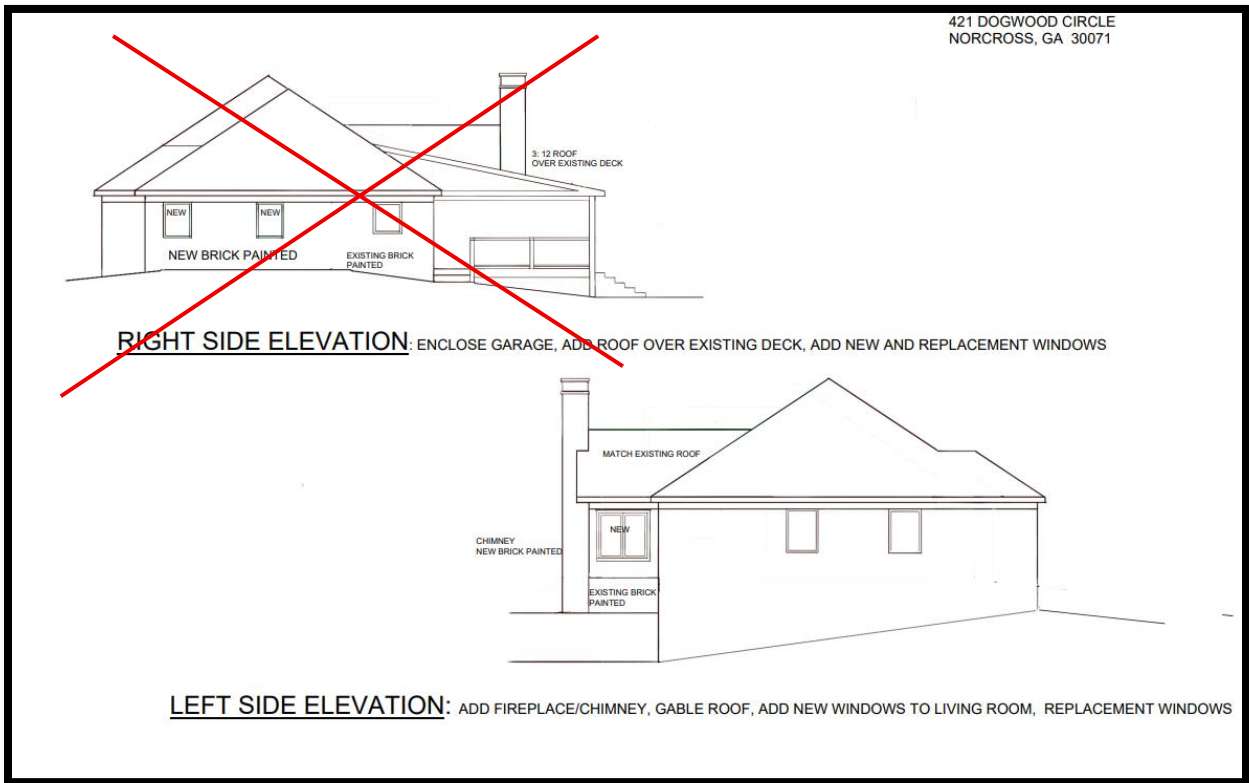 421 DOGWOOD CIRCLE
NORCROSS, GA 30071
3: 12 ROOF
OVER EXISTING DECK
NEW
NEW
NEW BRICK PAINTED
EXISTING BRICK
PAINTED
RIGHT SIDE ELEVATION: ENCLOSE GARAGE, ADD ROOF OVER EXISTING DECK, ADD NEW AND REPLACEMENT WINDOWS
MATCH EXISTING ROOF
NEW
CHIMNEY
NEW BRICK PAINTED
EXISTING BRICK
PAINTED
LEFT SIDE ELEVATION: ADD FIREPLACE/CHIMNEY, GABLE ROOF, ADD NEW WINDOWS TO LIVING ROOM, REPLACEMENT WINDOWS